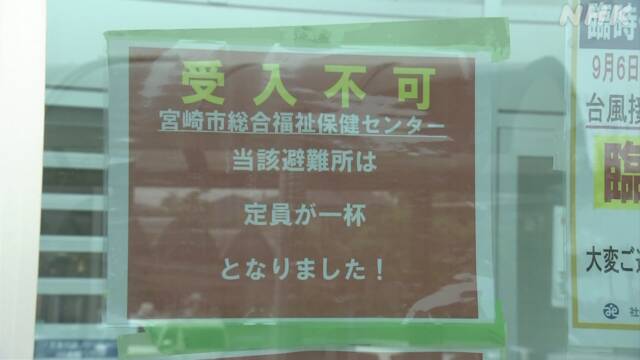 NHK
受入不可
宮崎市総合福祉保健センター
当該避難所は
定員が一杯
となりました！
臨時
9月6日
台風接
臨
大変ご迷
社